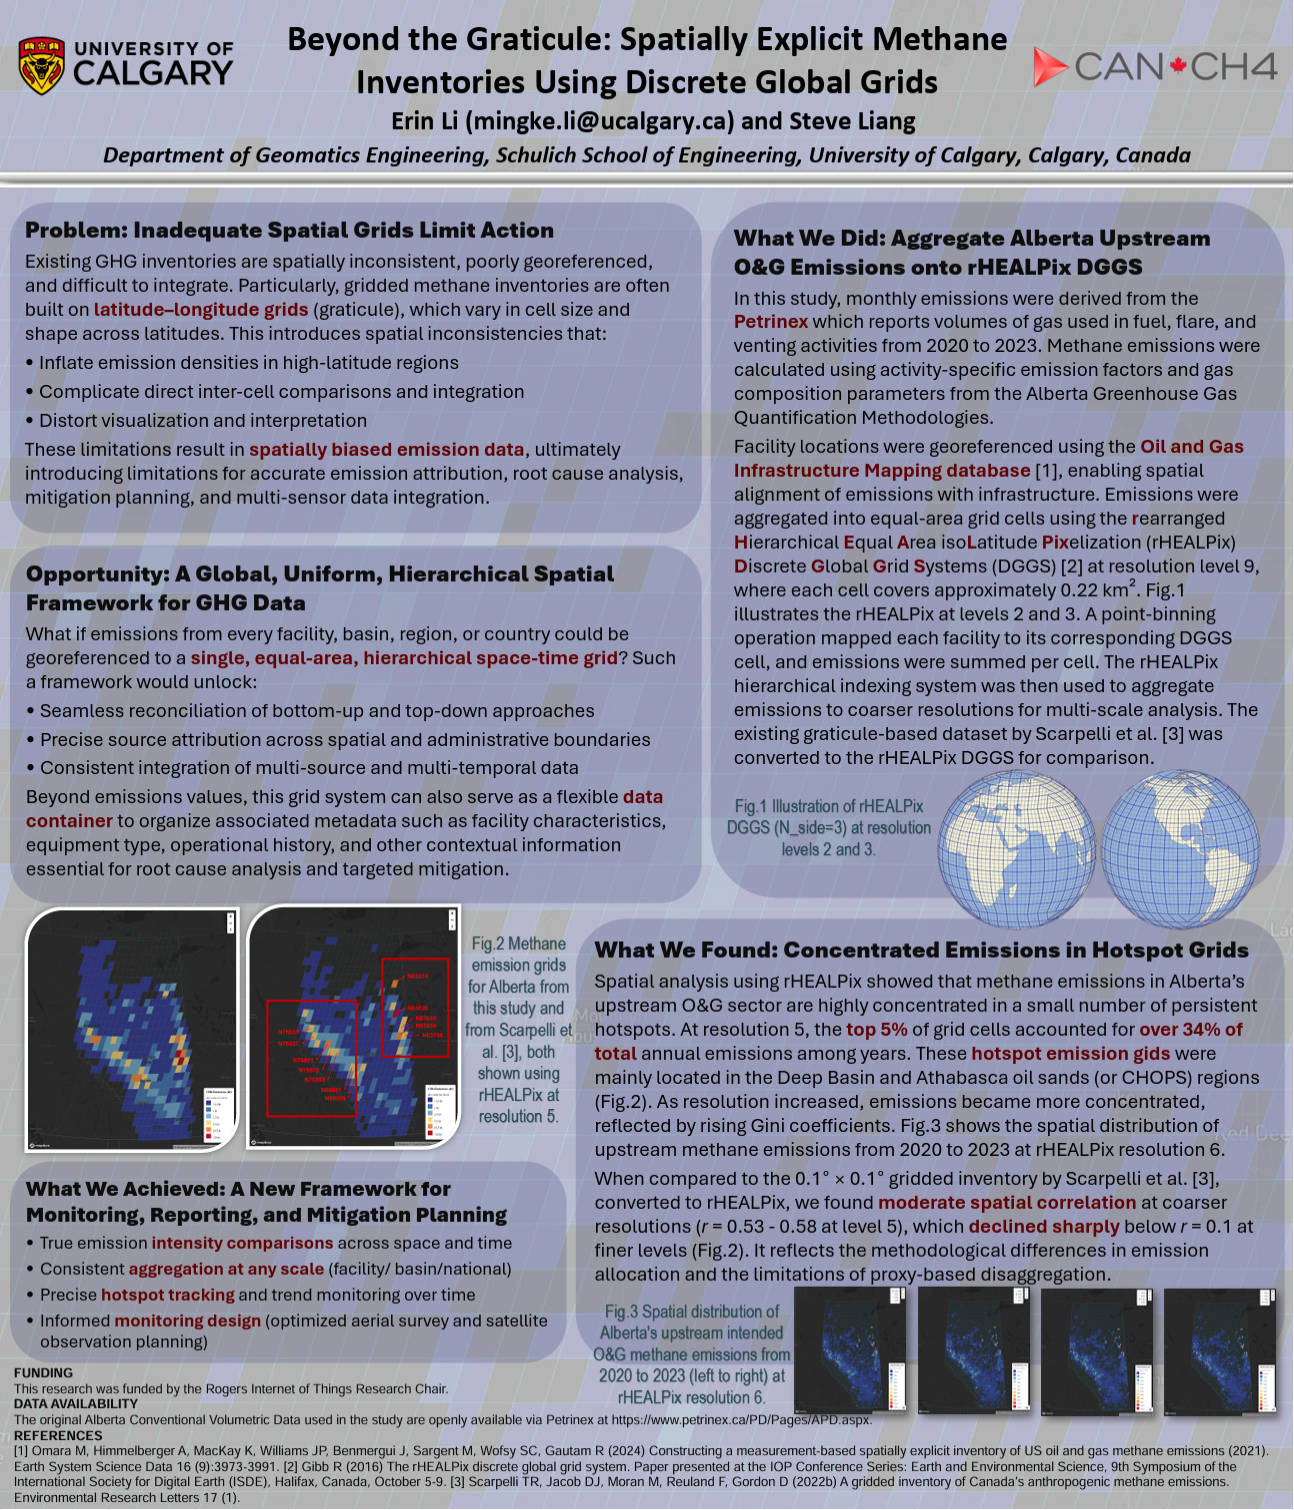 UNIVERSITY OF
CALGARY
Beyond the Graticule: Spatially Explicit Methane
Inventories Using Discrete Global Grids
Erin Li (mingke.li@ucalgary.ca) and Steve Liang
Department of Geomatics Engineering, Schulich School of Engineering, University of Calgary, Calgary, Canada
CAN CH4
Problem: Inadequate Spatial Grids Limit Action
Existing GHG inventories are spatially inconsistent, poorly georeferenced,
and difficult to integrate. Particularly, gridded methane inventories are often
built on latitude–longitude grids (graticule), which vary in cell size and
shape across latitudes. This introduces spatial inconsistencies that:
• Inflate emission densities in high-latitude regions
• Complicate direct inter-cell comparisons and integration
• Distort visualization and interpretation
These limitations result in spatially biased emission data, ultimately
introducing limitations for accurate emission attribution, root cause analysis,
mitigation planning, and multi-sensor data integration.
Opportunity: A Global, Uniform, Hierarchical Spatial
Framework for GHG Data
What if emissions from every facility, basin, region, or country could be
georeferenced to a single, equal-area, hierarchical space-time grid? Such
a framework would unlock:
• Seamless reconciliation of bottom-up and top-down approaches
• Precise source attribution across spatial and administrative boundaries
• Consistent integration of multi-source and multi-temporal data
Beyond emissions values, this grid system can also serve as a flexible data
container to organize associated metadata such as facility characteristics,
equipment type, operational history, and other contextual information
essential for root cause analysis and targeted mitigation.
What We Did: Aggregate Alberta Upstream
O&G Emissions onto rHEALPix DGGS
In this study, monthly emissions were derived from the
Petrinex which reports volumes of gas used in fuel, flare, and
venting activities from 2020 to 2023. Methane emissions were
calculated using activity-specific emission factors and gas
composition parameters from the Alberta Greenhouse Gas
Quantification Methodologies.
Facility locations were georeferenced using the Oil and Gas
Infrastructure Mapping database [1], enabling spatial
alignment of emissions with infrastructure. Emissions were
aggregated into equal-area grid cells using the rearranged
Hierarchical Equal Area isoLatitude Pixelization (rHEALPix)
Discrete Global Grid Systems (DGGS) [2] at resolution level 9,
where each cell covers approximately 0.22 km². Fig.1
illustrates the rHEALPix at levels 2 and 3. A point-binning
operation mapped each facility to its corresponding DGGS
cell, and emissions were summed per cell. The rHEALPix
hierarchical indexing system was then used to aggregate
emissions to coarser resolutions for multi-scale analysis. The
existing graticule-based dataset by Scarpelli et al. [3] was
converted to the rHEALPix DGGS for comparison.
Fig.1 Illustration of rHEALPix
DGGS (N_side=3) at resolution
levels 2 and 3.
Fig.2 Methane
emission grids
for Alberta from
this study and
from Scarpelli et
al. [3], both
shown using
rHEALPix at
resolution 5.
What We Found: Concentrated Emissions in Hotspot Grids
Spatial analysis using rHEALPix showed that methane emissions in Alberta’s
upstream O&G sector are highly concentrated in a small number of persistent
hotspots. At resolution 5, the top 5% of grid cells accounted for over 34% of
total annual emissions among years. These hotspot emission gids were
mainly located in the Deep Basin and Athabasca oil sands (or CHOPS) regions
(Fig.2). As resolution increased, emissions became more concentrated,
reflected by rising Gini coefficients. Fig.3 shows the spatial distribution of
upstream methane emissions from 2020 to 2023 at rHEALPix resolution 6.
When compared to the 0.1° × 0.1° gridded inventory by Scarpelli et al. [3],
converted to rHEALPix, we found moderate spatial correlation at coarser
resolutions (r = 0.53 - 0.58 at level 5), which declined sharply below r = 0.1 at
finer levels (Fig.2). It reflects the methodological differences in emission
allocation and the limitations of proxy-based disaggregation.
Fig.3 Spatial distribution of
Alberta's upstream intended
O&G methane emissions from
2020 to 2023 (left to right) at
rHEALPix resolution 6.
What We Achieved: A New Framework for
Monitoring, Reporting, and Mitigation Planning
• True emission intensity comparisons across space and time
• Consistent aggregation at any scale (facility/ basin/national)
• Precise hotspot tracking and trend monitoring over time
• Informed monitoring design (optimized aerial survey and satellite
observation planning)
FUNDING
This research was funded by the Rogers Internet of Things Research Chair.
DATA AVAILABILITY
The original Alberta Conventional Volumetric Data used in the study are openly available via Petrinex at https://www.petrinex.ca/PD/Pages/APD.aspx.
REFERENCES
[1] Omara M, Himmelberger A, MacKay K, Williams JP, Benmergui J, Sargent M, Wofsy SC, Gautam R (2024) Constructing a measurement-based spatially explicit inventory of US oil and gas methane emissions (2021).
Earth System Science Data 16 (9):3973-3991. [2] Gibb R (2016) The rHEALPix discrete global grid system. Paper presented at the IOP Conference Series: Earth and Environmental Science, 9th Symposium of the
International Society for Digital Earth (ISDE), Halifax, Canada, October 5-9. [3] Scarpelli TR, Jacob DJ, Moran M, Reuland F, Gordon D (2022b) A gridded inventory of Canada’s anthropogenic methane emissions.
Environmental Research Letters 17 (1).